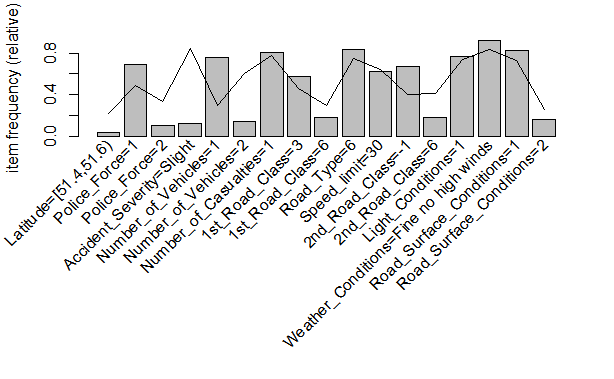 item frequency (relative)
0.0
0.4
0.8
Latitude=[51.4,51.6)
Police_Force=1
Police_Force=2
Accident_Severity=Slight
Number_of_Vehicles=1
Number_of_Vehicles=2
Number_of_Casualties=1
1st_Road_Class=3
1st_Road_Class=6
Road_Type=6
Speed_limit=30
2nd_Road_Class=-1
2nd_Road_Class=6
Light_Conditions=1
Weather_Conditions=Fine no high winds
Road_Surface_Conditions=1
Road_Surface_Conditions=2